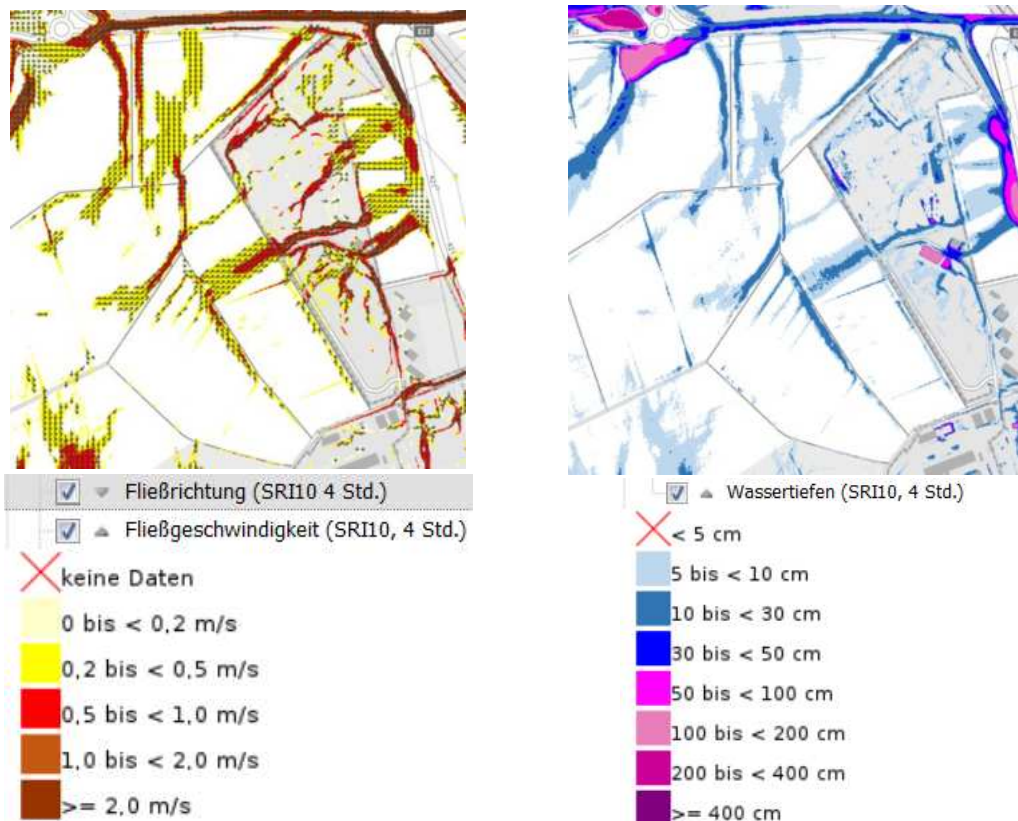 E31
Fließrichtung (SRI10 4 Std.)
Fließgeschwindigkeit (SRI10, 4 Std.)
keine Daten
0 bis < 0,2 m/s
0,2 bis < 0,5 m/s
0,5 bis < 1,0 m/s
1,0 bis < 2,0 m/s
>= 2,0 m/s
Wassertiefen (SRI10, 4 Std.)
< 5 cm
5 bis < 10 cm
10 bis < 30 cm
30 bis < 50 cm
50 bis < 100 cm
100 bis < 200 cm
200 bis < 400 cm
>= 400 cm